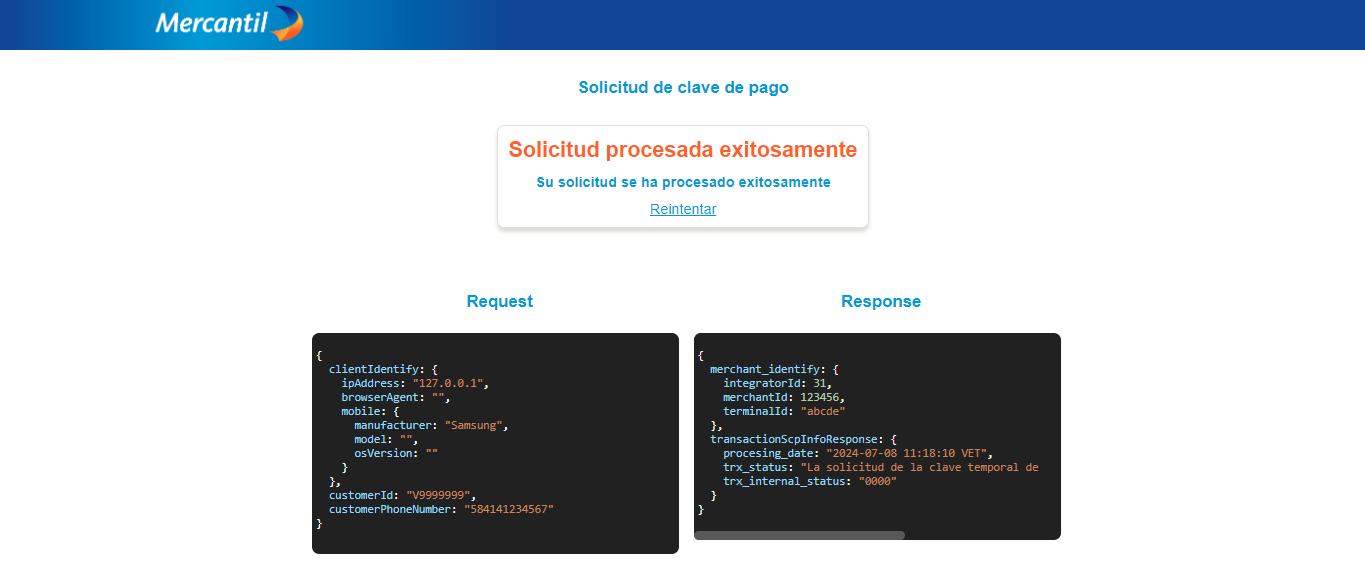 Mercantil
Solicitud de clave de pago
Solicitud procesada exitosamente
Su solicitud se ha procesado exitosamente
Reintentar
Request
{
clientIdentify: {
ipAddress: "127.0.0.1",
browserAgent: "",
mobile: {
manufacturer: "Samsung",
model: "",
osVersion: ""
}
},
customerId: "V9999999",
customerPhoneNumber: "584141234567"
}
Response
{
merchant_identify: {
integratorId: 31,
merchantId: 123456,
terminalId: "abcde"
},
transactionScpInfoResponse: {
procesing_date: "2024-07-08 11:18:10 VET",
trx_status: "La solicitud de la clave temporal de
trx_internal_status: "0000"
}
}